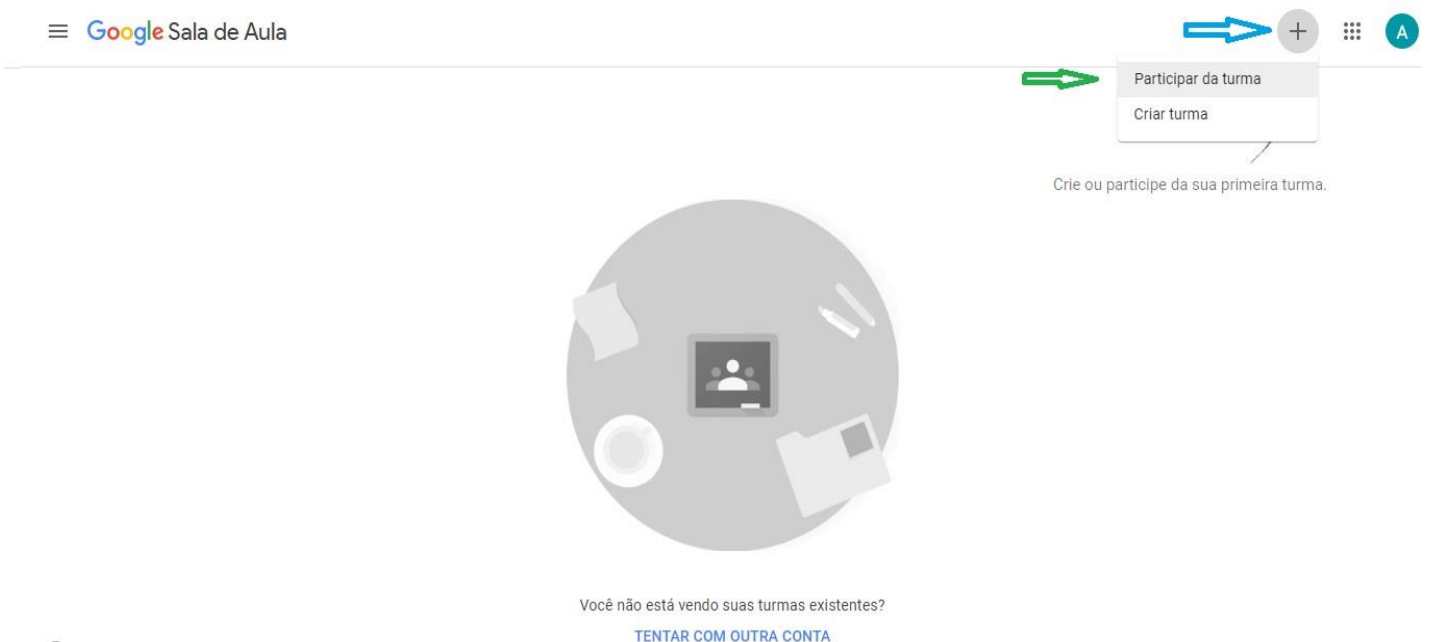 Google Sala de Aula
A
Participar da turma
Criar turma
Crie ou participe da sua primeira turma.
Você não está vendo suas turmas existentes?
TENTAR COM OUTRA CONTA